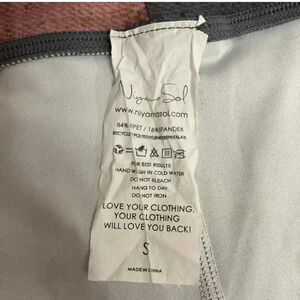 Niyama Sol
www.niyamasol.com
84% RPET / 16% SPANDEX
FOR BEST RESULTS
HAND WASH IN COLD WATER
DO NOT BLEACH
HANG TO DRY
DO NOT IRON
LOVE YOUR CLOTHING.
YOUR CLOTHING
WILL LOVE YOU BACK!
S
MADE IN CHINA